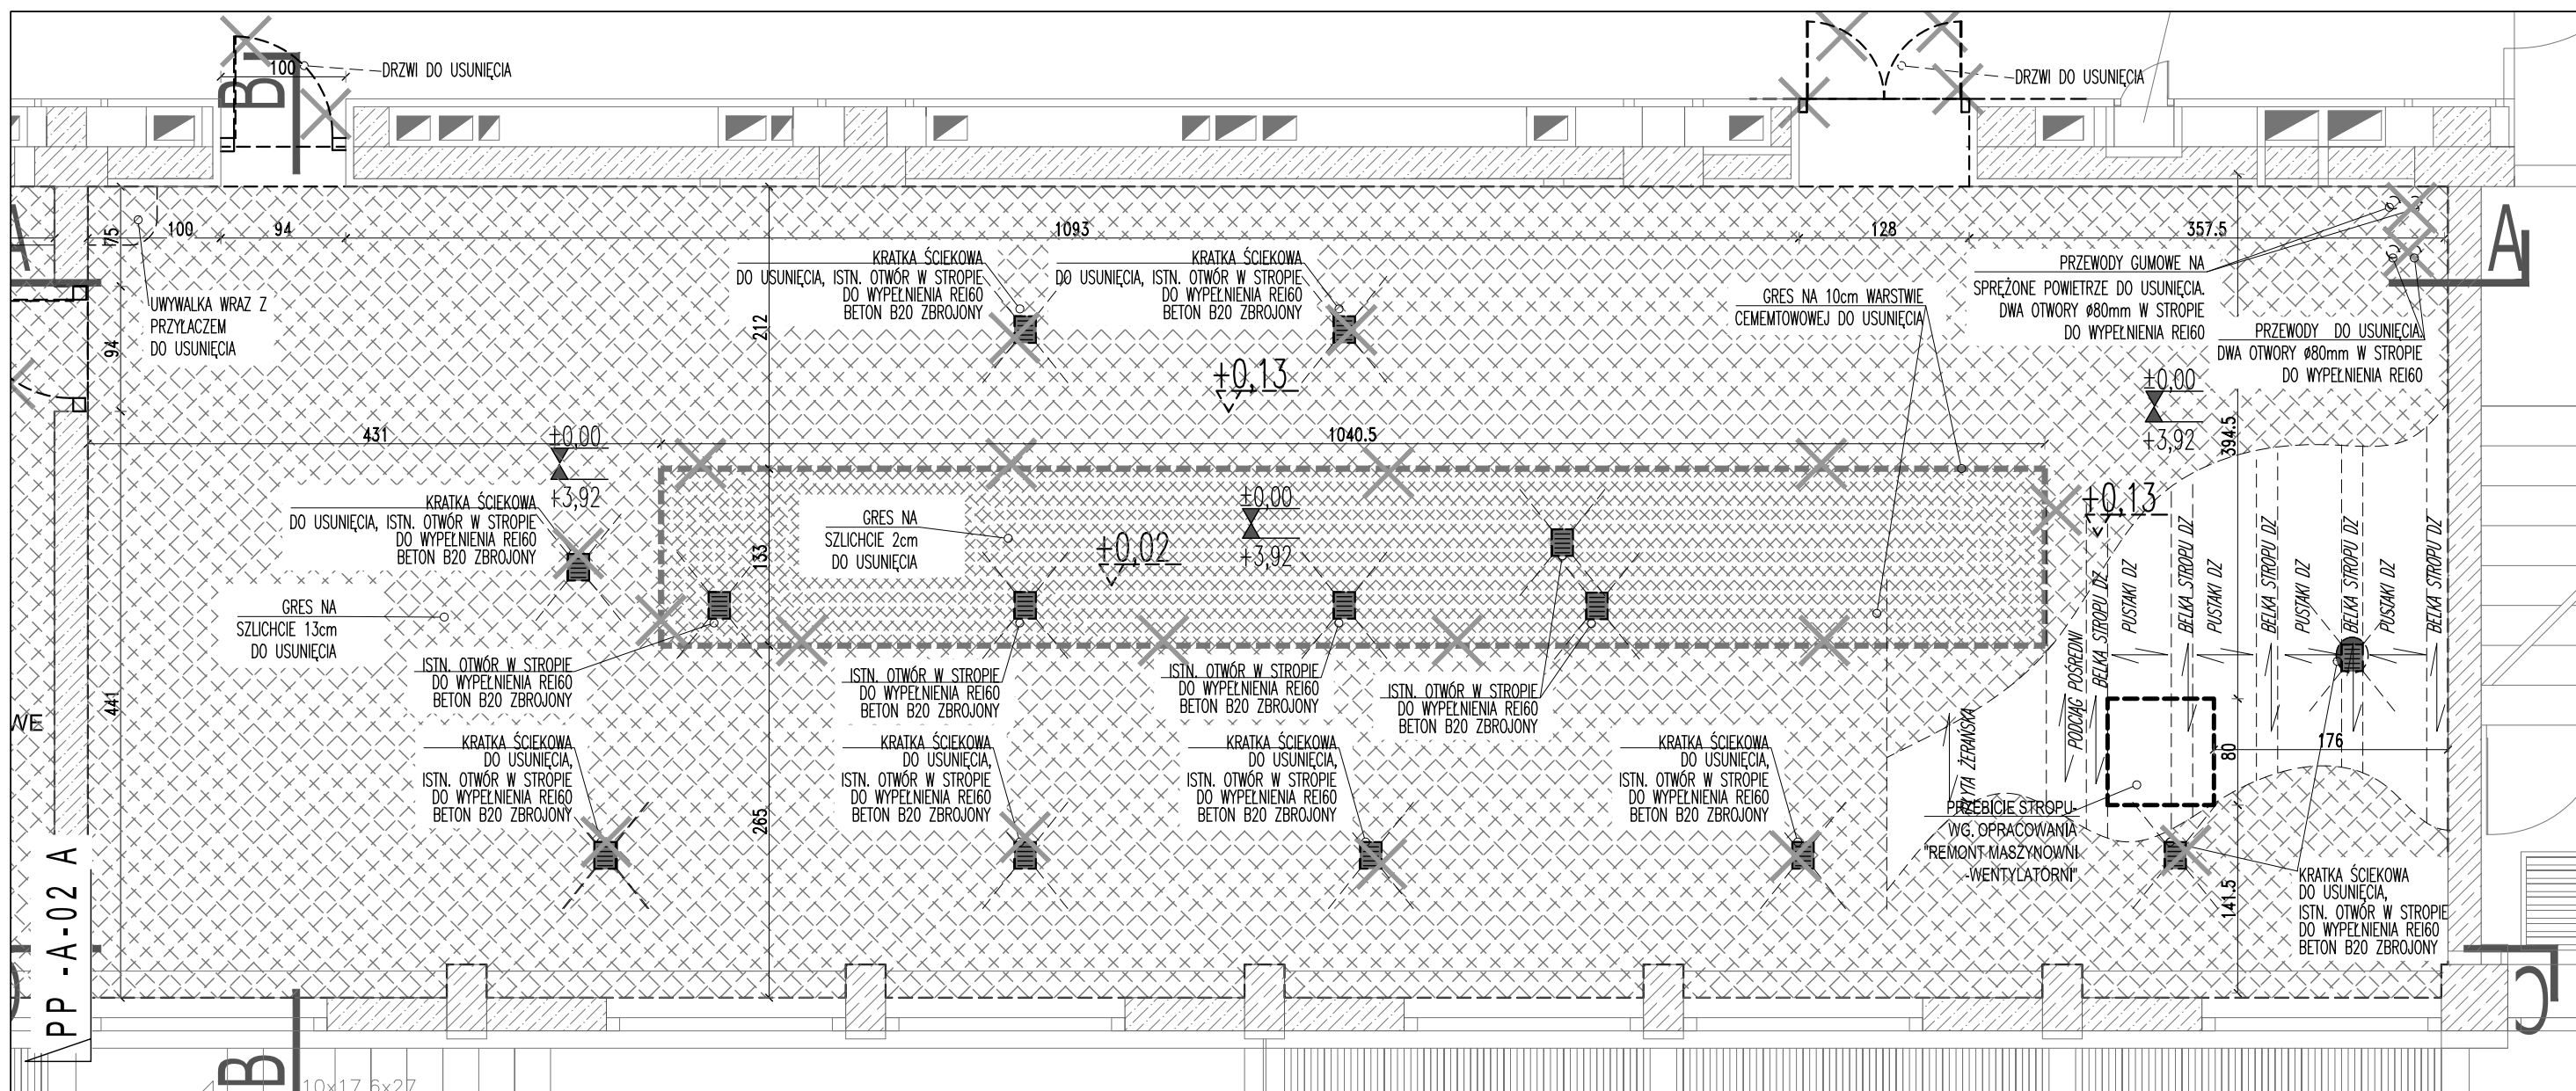 100
DRZWI DO USUNIĘCIA
DRZWI DO USUNIĘCIA
B
A
A
75
100
94
1093
128
357.5
UWYWALKA WRAZ Z
PRZYŁACZEM
DO USUNIĘCIA
94
212
KRATKA ŚCIEKOWA
DO USUNIĘCIA, ISTN. OTWÓR W STROPIE
DO WYPEŁNIENIA REI60
BETON B20 ZBROJONY
KRATKA ŚCIEKOWA
DO USUNIĘCIA, ISTN. OTWÓR W STROPIE
DO WYPEŁNIENIA REI60
BETON B20 ZBROJONY
GRES NA 10cm WARSTWIE
CEMEMTOWOWEJ DO USUNIĘCIA
PRZEWODY GUMOWE NA
SPRĘŻONE POWIETRZE DO USUNIĘCIA.
DWA OTWORY ø80mm W STROPIE
DO WYPEŁNIENIA REI60
PRZEWODY DO USUNIĘCIA.
DWA OTWORY ø80mm W STROPIE
DO WYPEŁNIENIA REI60
+0,13
±0,00
+3,92
394.5
431
1040.5
±0,00
+3,92
KRATKA ŚCIEKOWA
DO USUNIĘCIA, ISTN. OTWÓR W STROPIE
DO WYPEŁNIENIA REI60
BETON B20 ZBROJONY
GRES NA
SZLICHCIE 2cm
DO USUNIĘCIA
133
+0,02
±0,00
+3,92
+0,13
GRES NA
SZLICHCIE 13cm
DO USUNIĘCIA
441
WE
ISTN. OTWÓR W STROPIE
DO WYPEŁNIENIA REI60
BETON B20 ZBROJONY
ISTN. OTWÓR W STROPIE
DO WYPEŁNIENIA REI60
BETON B20 ZBROJONY
ISTN. OTWÓR W STROPIE
DO WYPEŁNIENIA REI60
BETON B20 ZBROJONY
ISTN. OTWÓR W STROPIE
DO WYPEŁNIENIA REI60
BETON B20 ZBROJONY
PODCIĄG POŚREDNI
BELKA STROPU DZ
PUSTAKI DZ
BELKA STROPU DZ
PUSTAKI DZ
BELKA STROPU DZ
PUSTAKI DZ
BELKA STROPU DZ
PUSTAKI DZ
BELKA STROPU DZ
PŁYTA ŻERAŃSKA
80
176
KRATKA ŚCIEKOWA
DO USUNIĘCIA,
ISTN. OTWÓR W STROPIE
DO WYPEŁNIENIA REI60
BETON B20 ZBROJONY
KRATKA ŚCIEKOWA
DO USUNIĘCIA,
ISTN. OTWÓR W STROPIE
DO WYPEŁNIENIA REI60
BETON B20 ZBROJONY
KRATKA ŚCIEKOWA
DO USUNIĘCIA,
ISTN. OTWÓR W STROPIE
DO WYPEŁNIENIA REI60
BETON B20 ZBROJONY
KRATKA ŚCIEKOWA
DO USUNIĘCIA,
ISTN. OTWÓR W STROPIE
DO WYPEŁNIENIA REI60
BETON B20 ZBROJONY
265
PRZEBICIE STROPU-
WG. OPRACOWANIA
"REMONT MASZYNOWNI
-WENTYLATORNI"
141.5
KRATKA ŚCIEKOWA
DO USUNIĘCIA,
ISTN. OTWÓR W STROPIE
DO WYPEŁNIENIA REI60
BETON B20 ZBROJONY
PP -A-02 A
C
B
10x17,6x27